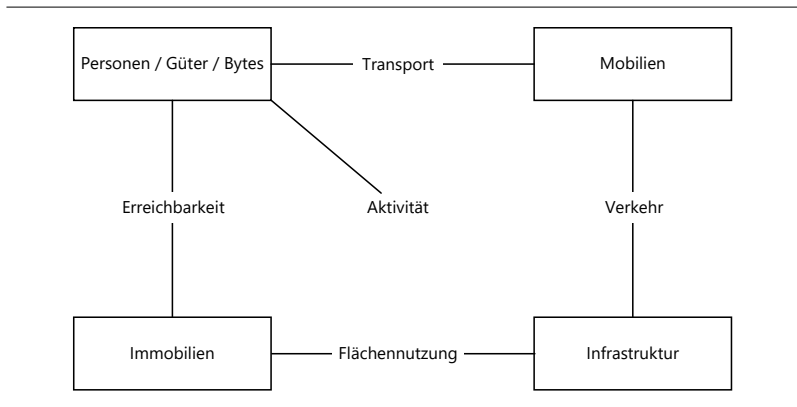 Personen / Güter / Bytes
Transport
Mobilien
Erreichbarkeit
Aktivität
Verkehr
Immobilien
Flächennutzung
Infrastruktur